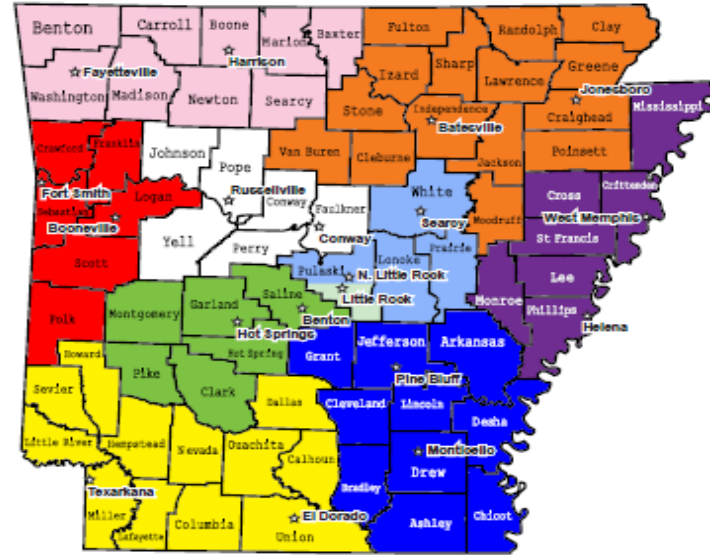 Benton
Carroll
Boone
Marion
Baxter
Fulton
Randolph
Clay
Harrison
Fayetteville
Izard
Sharp
Lawrence
Greene
Washington
Madison
Newton
Searcy
Stone
Independence
Jonesboro
Mississippi
Batesville
Craighead
Crawford
Franklin
Johnson
Pope
Van Buren
Cleburne
Jackson
Poinsett
Fort Smith
Logan
Russellville
Conway
White
Cross
Crittenden
Sebastian
Booneville
Faulkner
Searcy
Woodruff
West Memphis
Conway
St Francis
Yell
Perry
Prairie
Scott
Pulaski
Lonoke
N. Little Rock
Lee
Little Rock
Saline
Monroe
Phillips
Montgomery
Garland
Benton
Polk
Hot Springs
Jefferson
Arkansas
Helena
Howard
Hot Spring
Grant
Pike
Pine Bluff
Sevier
Clark
Dallas
Cleveland
Lincoln
Desha
Little River
Hempstead
Nevada
Ouachita
Calhoun
Monticello
Drew
Texarkana
Bradley
Miller
Columbia
El Dorado
Chicot
Lafayette
Union
Ashley